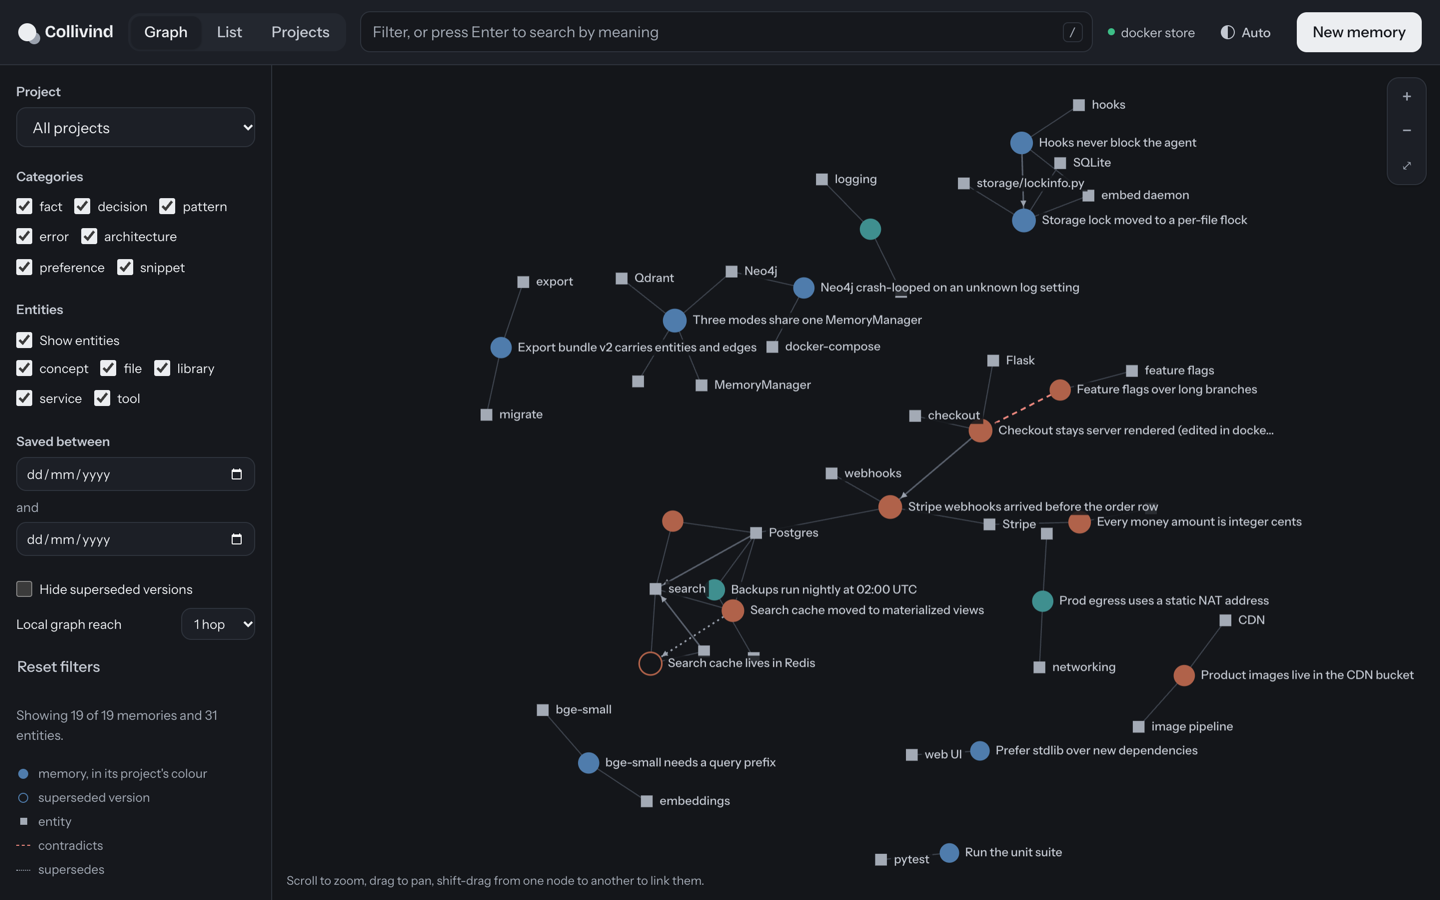 Collivind
Graph
List
Projects
Filter, or press Enter to search by meaning
/
docker store
Auto
New memory
Project
All projects
Categories
fact
decision
pattern
error
architecture
preference
snippet
Entities
Show entities
concept
file
library
service
tool
Saved between
dd/mm/yyyy
and
dd/mm/yyyy
Hide superseded versions
Local graph reach
1 hop
Reset filters
Showing 19 of 19 memories and 31
entities.
memory, in its project's colour
superseded version
entity
contradicts
supersedes
+
−
hooks
Hooks never block the agent
SQLite
logging
storage/lockinfo.py
embed daemon
Storage lock moved to a per-file flock
Neo4j
Qdrant
export
Neo4j crash-looped on an unknown log setting
Three modes share one MemoryManager
Export bundle v2 carries entities and edges
docker-compose
Flask
feature flags
MemoryManager
Feature flags over long branches
migrate
checkout
Checkout stays server rendered (edited in docke...
webhooks
Stripe webhooks arrived before the order row
Stripe
Every money amount is integer cents
Postgres
search
Backups run nightly at 02:00 UTC
Prod egress uses a static NAT address
Search cache moved to materialized views
CDN
Search cache lives in Redis
networking
Product images live in the CDN bucket
bge-small
image pipeline
web UI
Prefer stdlib over new dependencies
bge-small needs a query prefix
embeddings
Run the unit suite
pytest
Scroll to zoom, drag to pan, shift-drag from one node to another to link them.